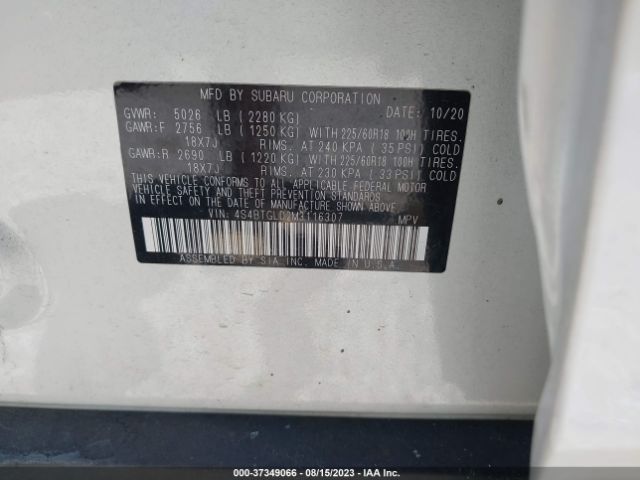 MFD BY SUBARU CORPORATION DATE: 10/20
GVWR: 5026 LB ( 2280 KG)
GAWR:F 2756 LB ( 1250 KG) WITH 225/60R18 100H TIRES.
18X7J RIMS. AT 240 KPA ( 35 PSI) COLD
GAWR:R 2690 LB ( 1220 KG) WITH 225/60R18 100H TIRES.
18X7J RIMS. AT 230 KPA ( 33 PSI) COLD
THIS VEHICLE CONFORMS TO ALL APPLICABLE FEDERAL MOTOR
VEHICLE SAFETY, BUMPER, AND THEFT PREVENTION STANDARDS
IN EFFECT ON THE DATE OF MANUFACTURE SHOWN ABOVE.
VIN: MPV
ASSEMBLED BY SIA, INC. MADE IN U.S.A.
000-37349066 - 08/15/2023 - IAA Inc.